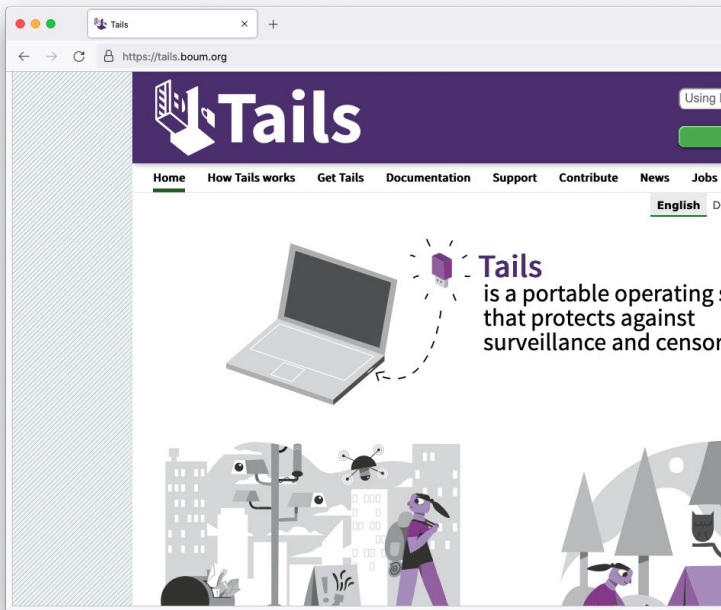 Tails
https://tails.boum.org
Tails
Using
Home How Tails works Get Tails Documentation Support Contribute News Jobs
English D
Tails
is a portable operating s
that protects against
surveillance and censor